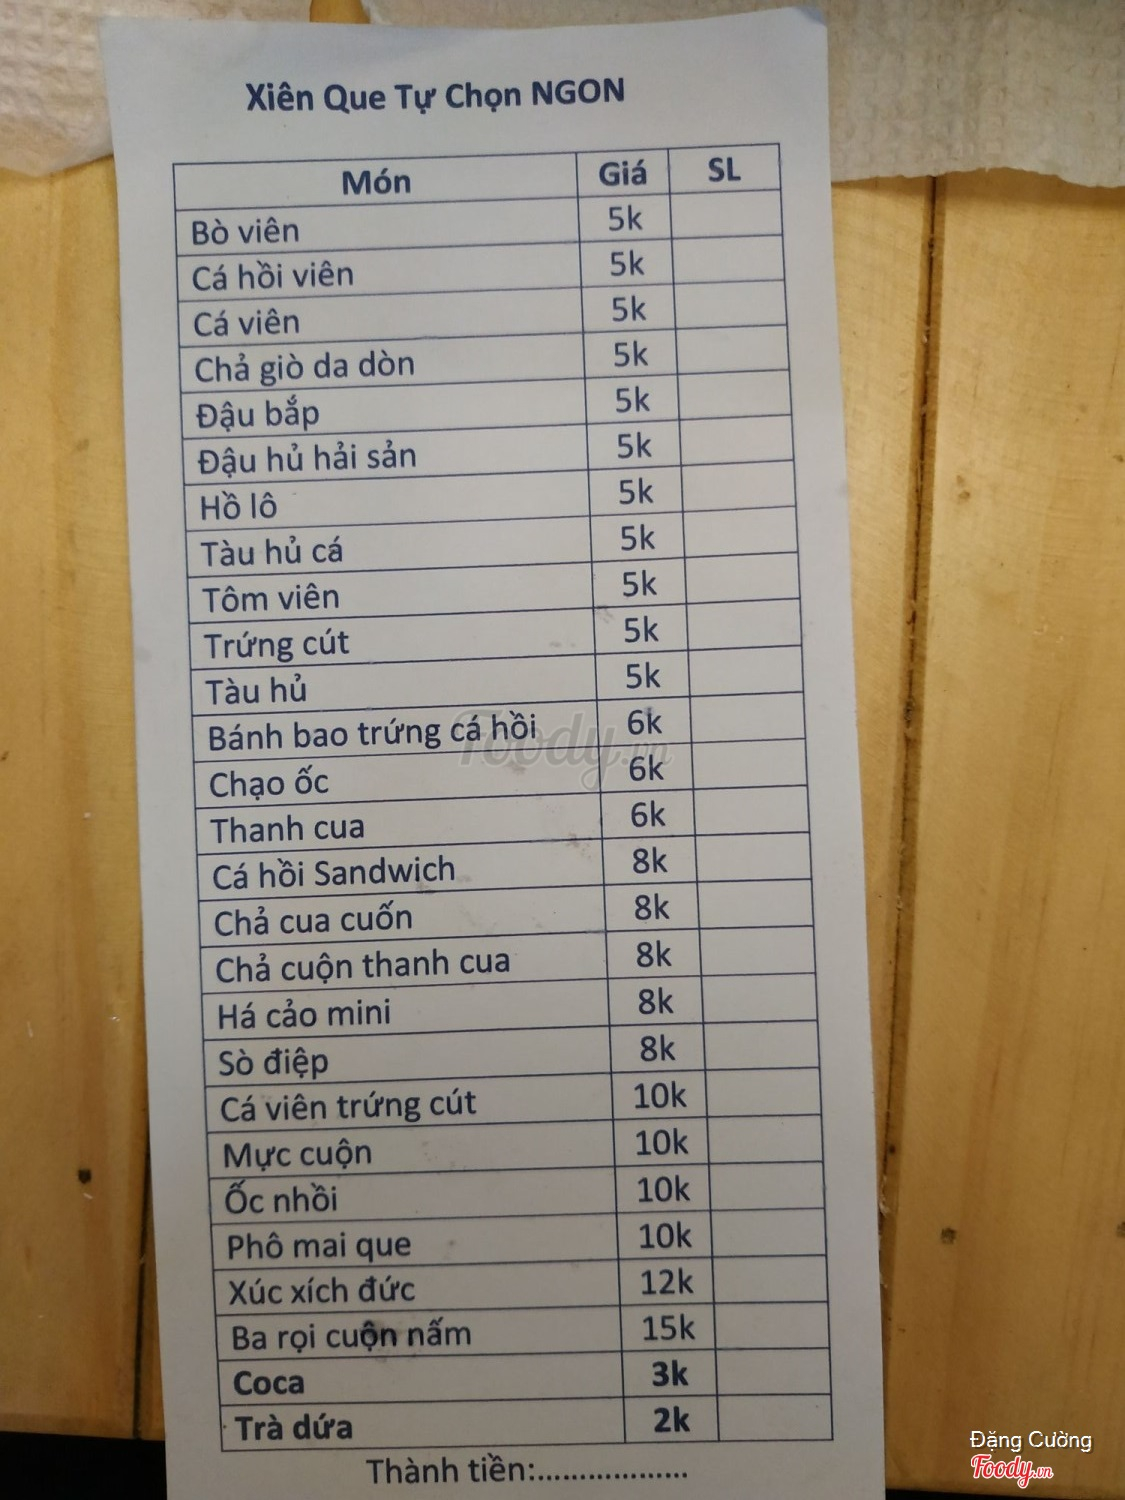 Xiên Que Tự Chọn NGON
Món Giá SL
Bò viên 5k
Cá hồi viên 5k
Cá viên 5k
Chả giò da dòn 5k
Đậu bắp 5k
Đậu hủ hải sản 5k
Hồ lô 5k
Tàu hủ cá 5k
Tôm viên 5k
Trứng cút 5k
Tàu hủ 5k
Bánh bao trứng cá hồi 6k
Chạo ốc 6k
Thanh cua 6k
Cá hồi Sandwich 8k
Chả cua cuốn 8k
Chả cuộn thanh cua 8k
Há cảo mini 8k
Sò điệp 8k
Cá viên trứng cút 10k
Mực cuộn 10k
Ốc nhồi 10k
Phô mai que 10k
Xúc xích đức 12k
Ba rọi cuộn nấm 15k
Coca 3k
Trà dứa 2k
Thành tiền:..................
Foody.vn
Đặng Cường
Foody.vn